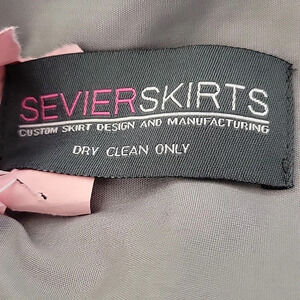 SEVIERSKIRTS
CUSTOM SKIRT DESIGN AND MANUFACTURING
DRY CLEAN ONLY